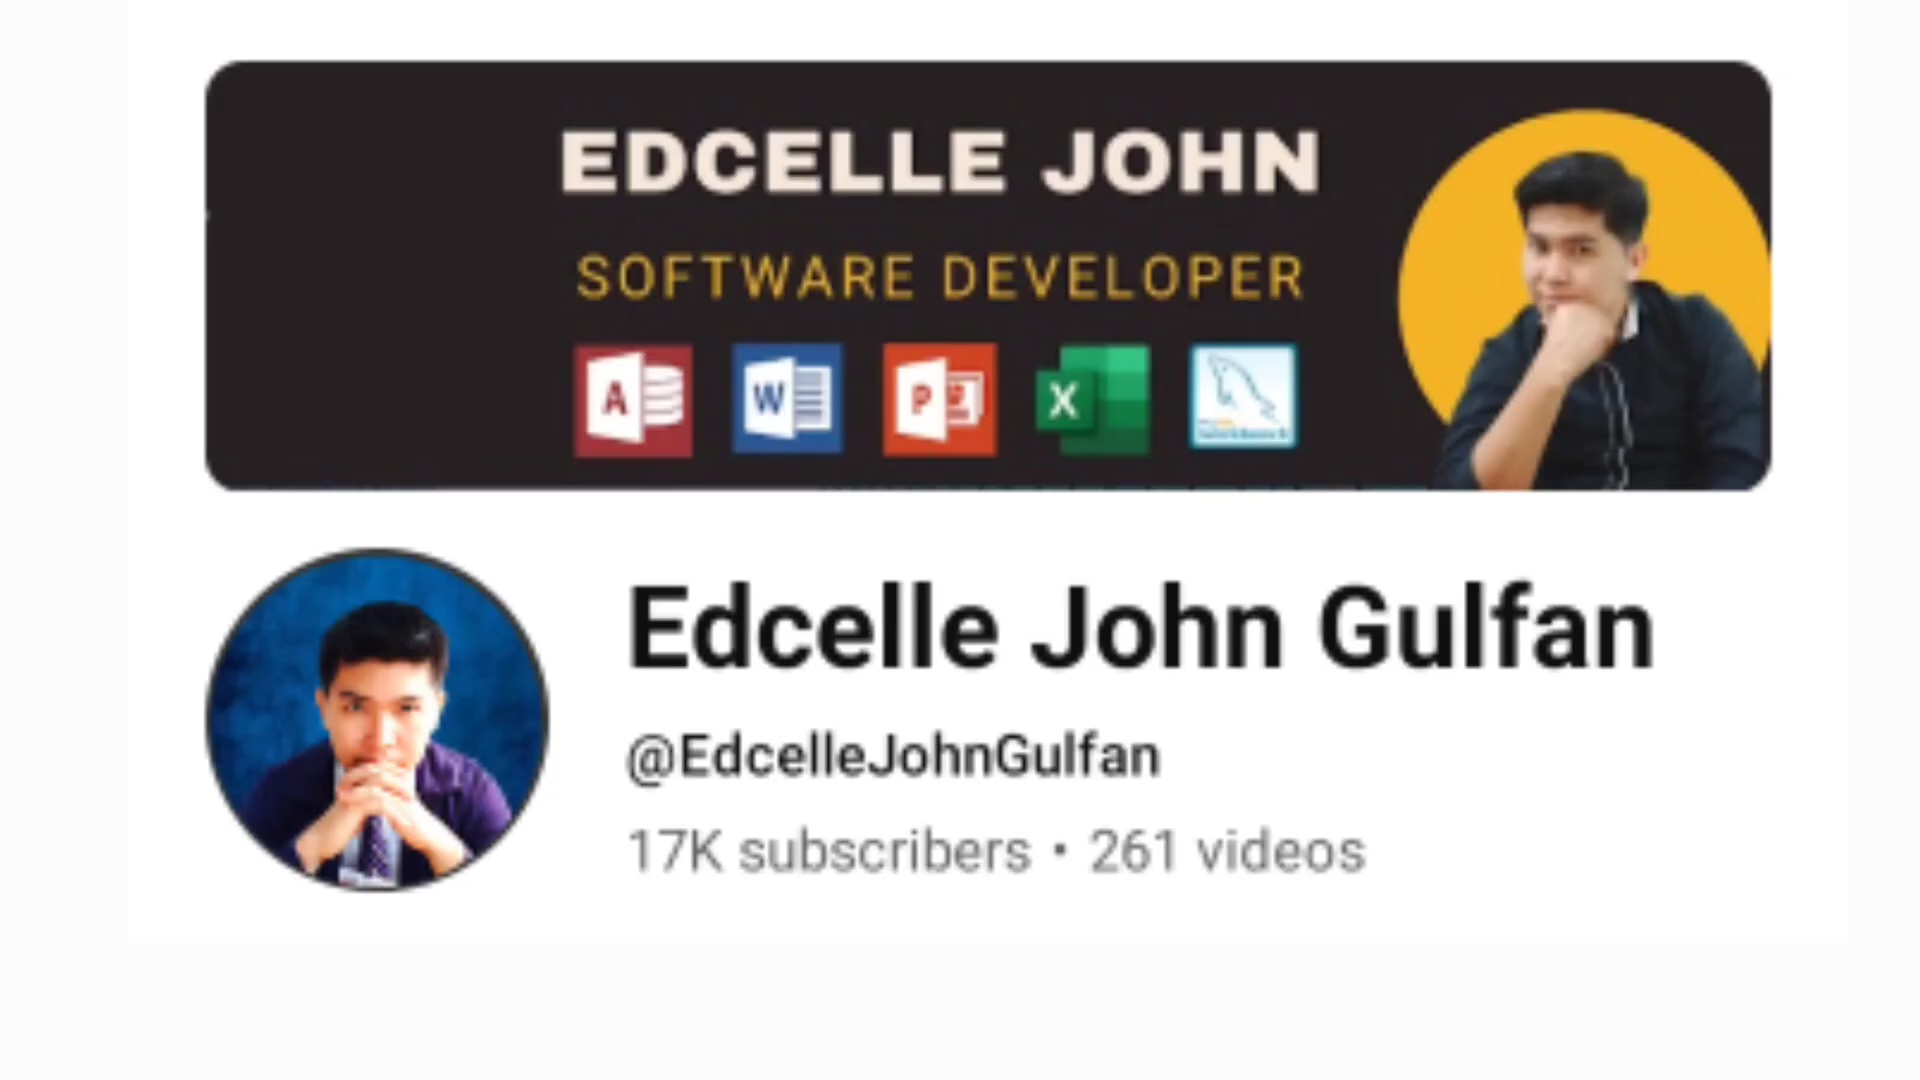 EDCELLE JOHN
SOFTWARE DEVELOPER
A W P X
Edcelle John Gulfan
@EdcelleJohnGulfan
17K subscribers • 261 videos